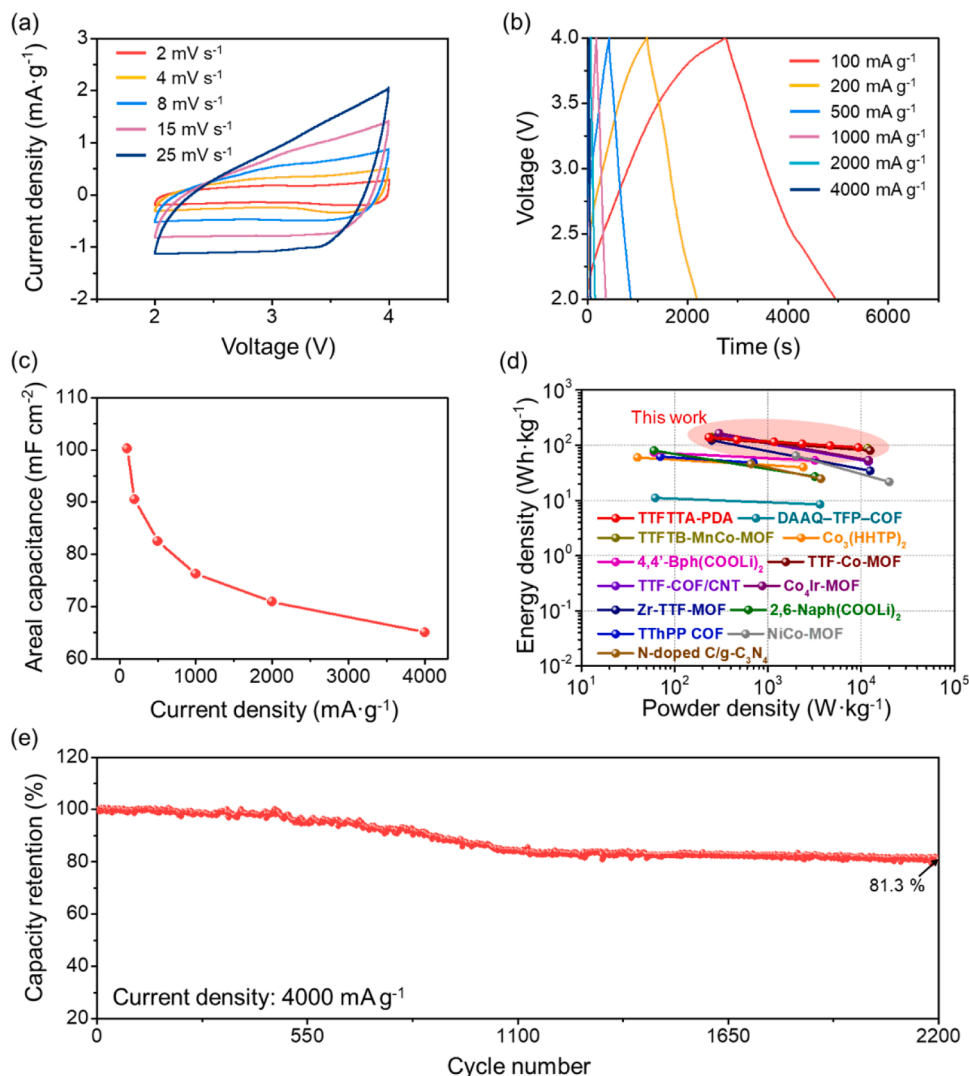 (a)
Current density (mA·g⁻¹)
3
2
1
0
-1
-2
2 mV s⁻¹
4 mV s⁻¹
8 mV s⁻¹
15 mV s⁻¹
25 mV s⁻¹
2
3
4
Voltage (V)
(b)
Voltage (V)
4.0
3.5
3.0
2.5
2.0
100 mA g⁻¹
200 mA g⁻¹
500 mA g⁻¹
1000 mA g⁻¹
2000 mA g⁻¹
4000 mA g⁻¹
0
2000
4000
6000
Time (s)
(c)
Areal capacitance (mF cm⁻²)
110
100
90
80
70
60
0
1000
2000
3000
4000
Current density (mA·g⁻¹)
(d)
Energy density (Wh·kg⁻¹)
10³
10²
10¹
10⁰
10⁻¹
10⁻²
This work
TTFTTA-PDA
DAAQ–TFP–COF
TTFTB-MnCo-MOF
Co₃(HHTP)₂
4,4'-Bph(COOLi)₂
TTF-Co-MOF
TTF-COF/CNT
Co₄Ir-MOF
Zr-TTF-MOF
2,6-Naph(COOLi)₂
TThPP COF
NiCo-MOF
N-doped C/g-C₃N₄
10¹
10²
10³
10⁴
10⁵
Powder density (W·kg⁻¹)
(e)
Capacity retention (%)
120
100
80
60
40
20
81.3 %
Current density: 4000 mA g⁻¹
0
550
1100
1650
2200
Cycle number